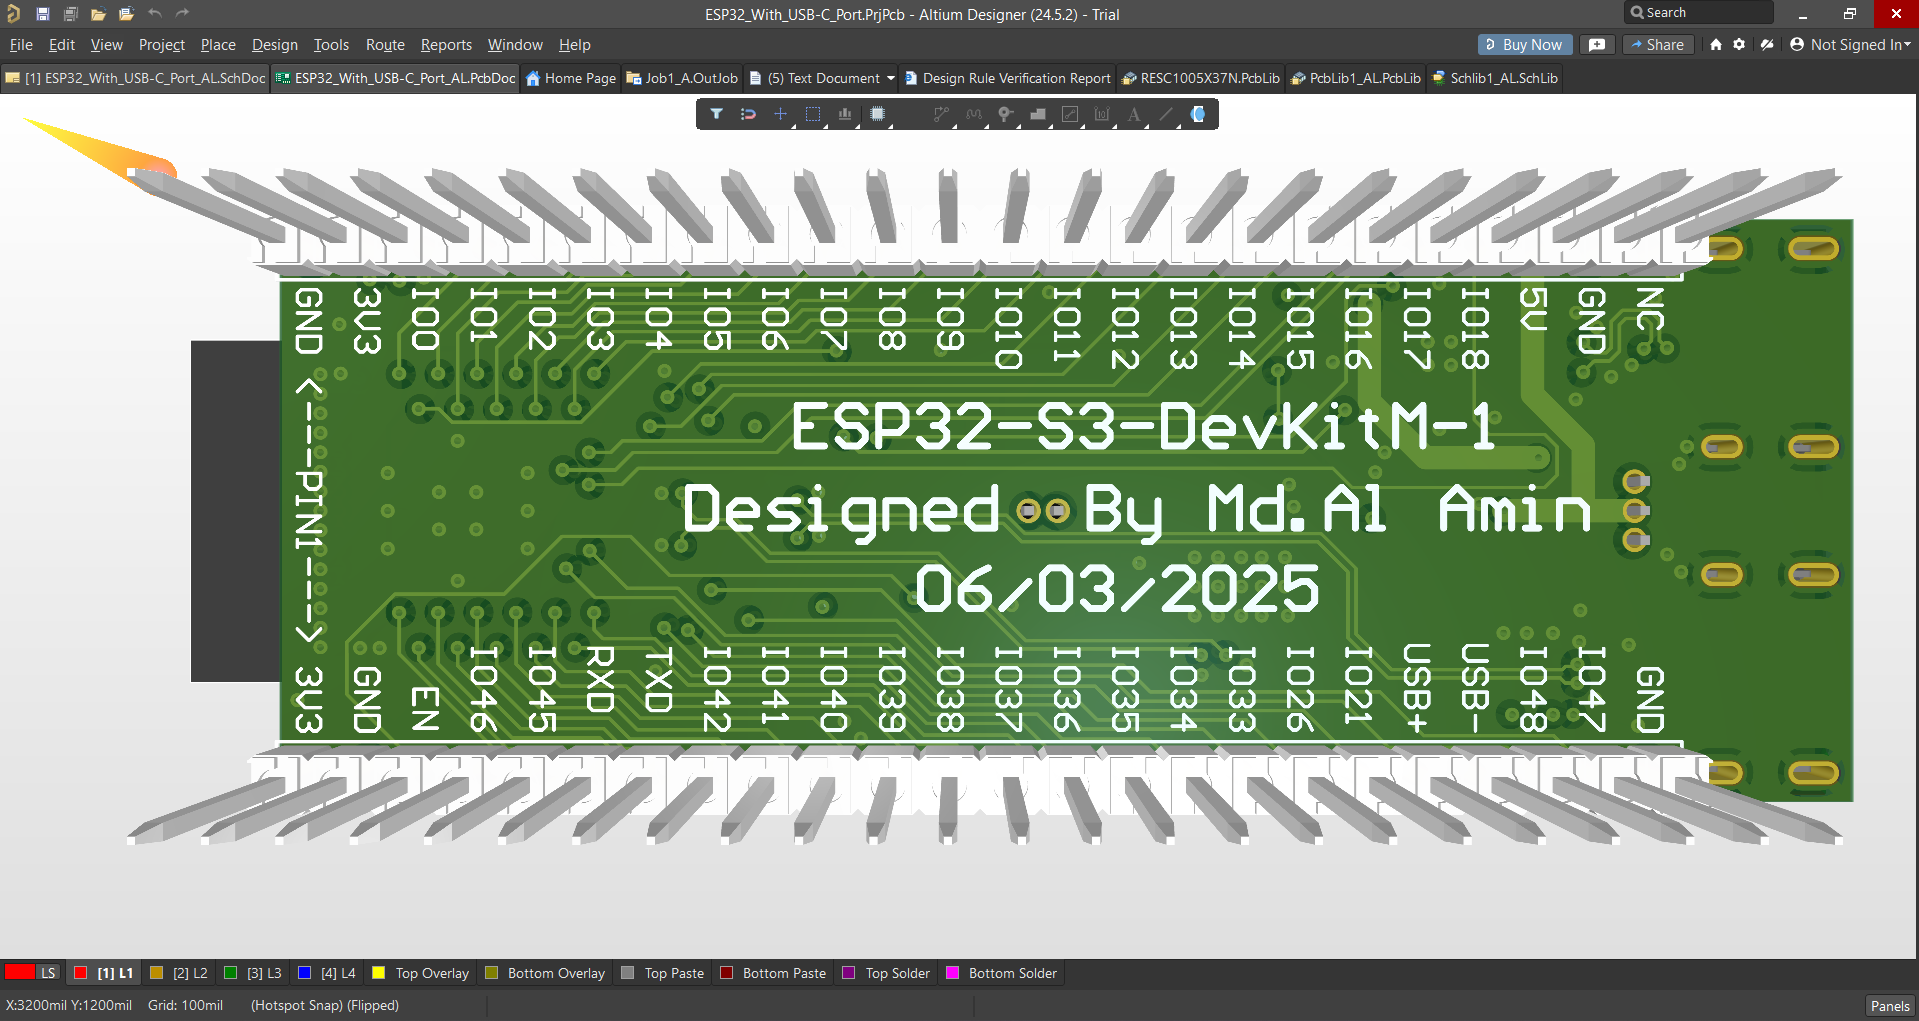 ESP32_With_USB-C_Port.PrjPcb - Altium Designer (24.5.2) - Trial
Search
File Edit View Project Place Design Tools Route Reports Window Help
Buy Now Share Not Signed In
[1] ESP32_With_USB-C_Port_AL.SchDoc ESP32_With_USB-C_Port_AL.PcbDoc Home Page Job1_A.OutJob (5) Text Document Design Rule Verification Report RESC1005X37N.PcbLib PcbLib1_AL.PcbLib Schlib1_AL.SchLib
GND 3V3 IO0 IO1 IO2 IO3 IO4 IO5 IO6 IO7 IO8 IO9 IO10 IO11 IO12 IO13 IO14 IO15 IO16 IO17 IO18 5V GND NC
<----PIN1---->
ESP32-S3-DevKitM-1
Designed By Md.Al Amin
06/03/2025
3V3 GND EN IO46 IO45 RXD TXD IO42 IO41 IO40 IO39 IO38 IO37 IO36 IO35 IO34 IO33 IO26 IO21 USB+ USB- IO48 IO47 GND
LS [1] L1 [2] L2 [3] L3 [4] L4 Top Overlay Bottom Overlay Top Paste Bottom Paste Top Solder Bottom Solder
X:3200mil Y:1200mil Grid: 100mil (Hotspot Snap) (Flipped)
Panels